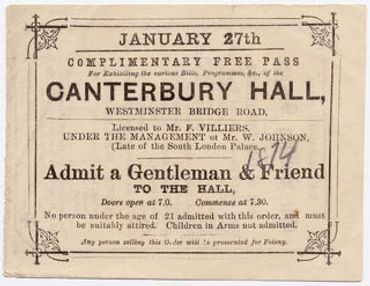 JANUARY 27th
COMPLIMENTARY FREE PASS
For Exhibiting the various Bills, Programmes, &c., of the
CANTERBURY HALL,
WESTMINSTER BRIDGE ROAD.
Licensed to Mr. F. VILLIERS.
UNDER THE MANAGEMENT of Mr. W. JOHNSON,
(Late of the South London Palace.
1874
Admit a Gentleman & Friend
TO THE HALL,
Doors open at 7.0. Commence at 7.30.
No person under the age of 21 admitted with this order, and must
be suitably attired. Children in Arms not admitted.
Any person selling this Order will be prosecuted for Felony.